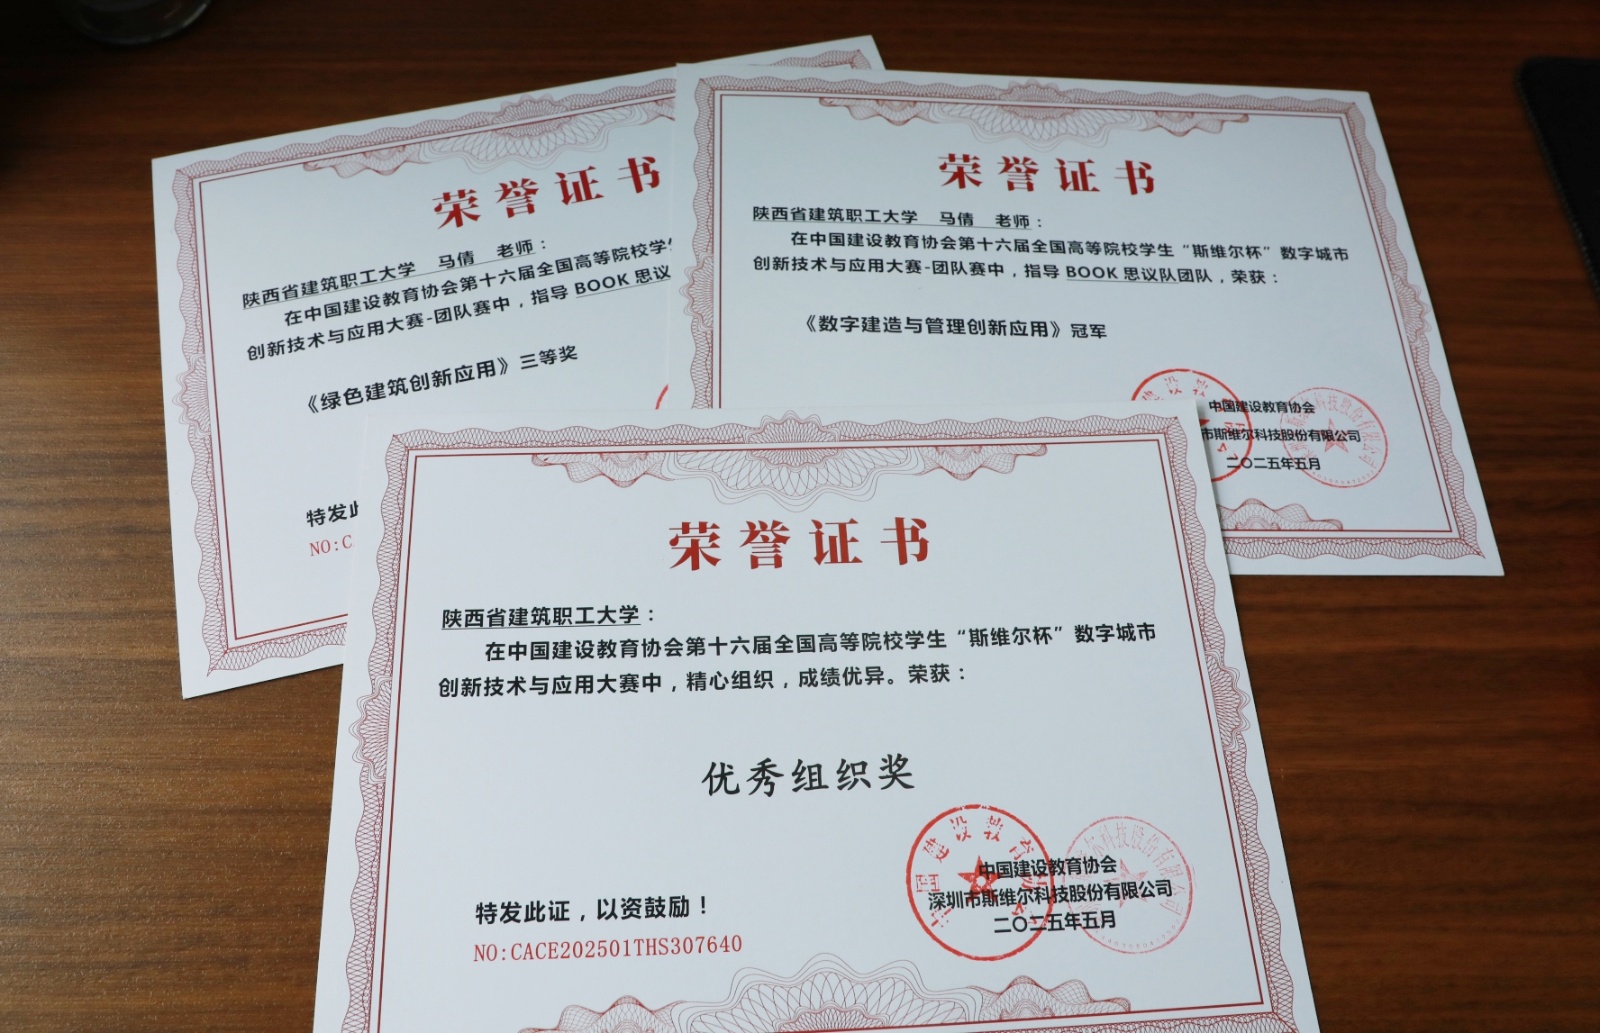 荣誉证书
陕西省建筑职工大学 马倩 老师：
在中国建设教育协会第十六届全国高等院校学
创新技术与应用大赛-团队赛中，指导 BOOK 思议
《绿色建筑创新应用》三等奖
特发
NO:C
荣誉证书
陕西省建筑职工大学 马倩 老师：
在中国建设教育协会第十六届全国高等院校学生“斯维尔杯”数字城市
创新技术与应用大赛-团队赛中，指导 BOOK 思议队团队，荣获：
《数字建造与管理创新应用》冠军
中国建设教育协会
市斯维尔科技股份有限公司
二〇二五年五月
荣誉证书
陕西省建筑职工大学：
在中国建设教育协会第十六届全国高等院校学生“斯维尔杯”数字城市
创新技术与应用大赛中，精心组织，成绩优异。荣获：
优秀组织奖
中国建设教育协会
深圳市斯维尔科技股份有限公司
二〇二五年五月
特发此证，以资鼓励！
NO:CACE202501THS307640